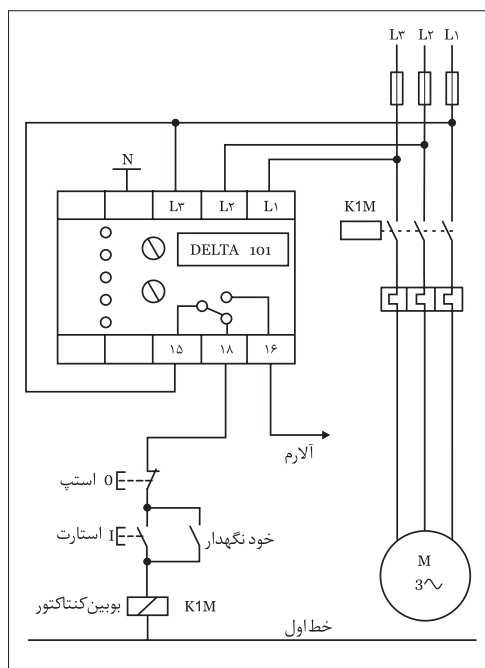 L۳ L۲ L۱
N
L۳ L۲ L۱
K1M
DELTA 101
۱۵ ۱۸ ۱۶
آلارم
0 استپ
I استارت
خود نگهدار
بوبین کنتاکتور K1M
M
3~
خط اول